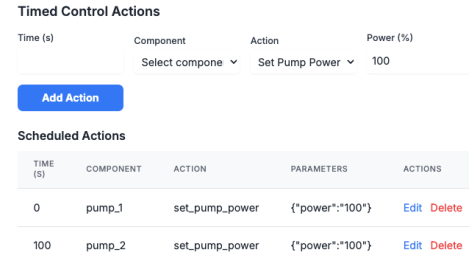 Timed Control Actions
Time (s) Component Action Power (%)
Select compone Set Pump Power 100
Add Action
Scheduled Actions
TIME (S) COMPONENT ACTION PARAMETERS ACTIONS
0 pump_1 set_pump_power {"power":"100"} Edit Delete
100 pump_2 set_pump_power {"power":"100"} Edit Delete